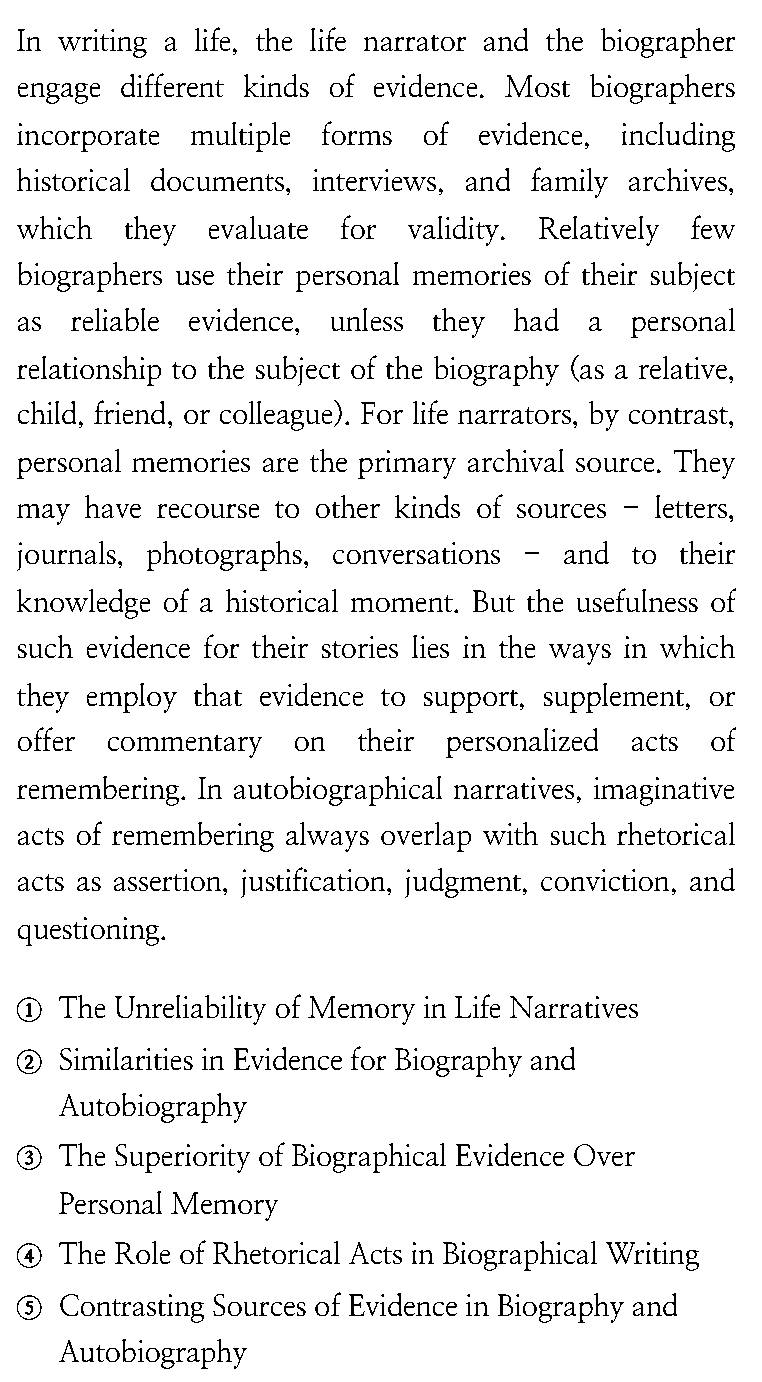 In writing a life, the life narrator and the biographer
engage different kinds of evidence. Most biographers
incorporate multiple forms of evidence, including
historical documents, interviews, and family archives,
which they evaluate for validity. Relatively few
biographers use their personal memories of their subject
as reliable evidence, unless they had a personal
relationship to the subject of the biography (as a relative,
child, friend, or colleague). For life narrators, by contrast,
personal memories are the primary archival source. They
may have recourse to other kinds of sources − letters,
journals, photographs, conversations − and to their
knowledge of a historical moment. But the usefulness of
such evidence for their stories lies in the ways in which
they employ that evidence to support, supplement, or
offer commentary on their personalized acts of
remembering. In autobiographical narratives, imaginative
acts of remembering always overlap with such rhetorical
acts as assertion, justification, judgment, conviction, and
questioning.
① The Unreliability of Memory in Life Narratives
② Similarities in Evidence for Biography and
Autobiography
③ The Superiority of Biographical Evidence Over
Personal Memory
④ The Role of Rhetorical Acts in Biographical Writing
⑤ Contrasting Sources of Evidence in Biography and
Autobiography